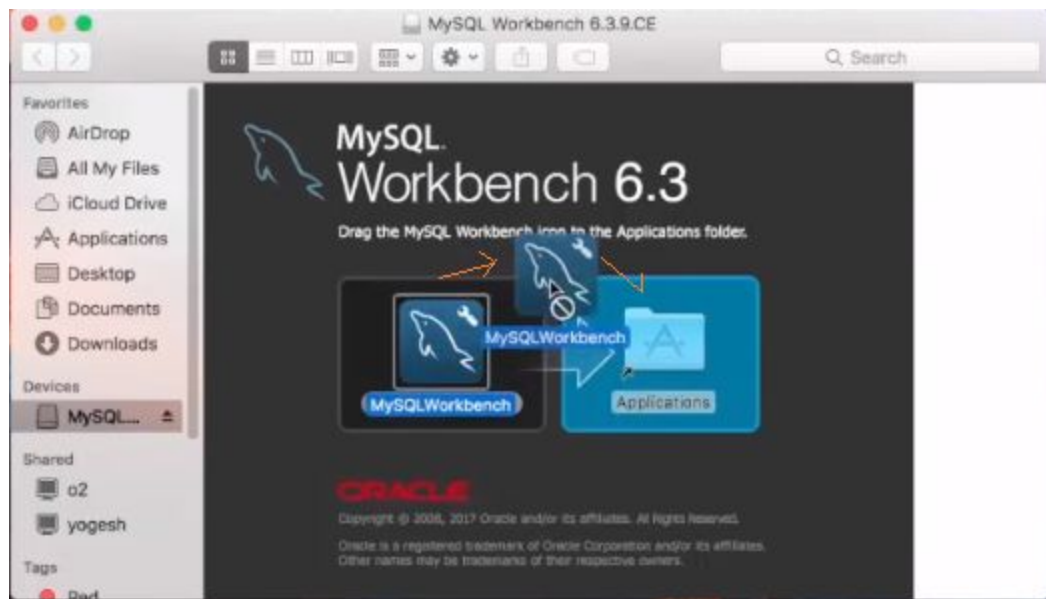 MySQL Workbench 6.3.9.CE
Search
Favorites
AirDrop
All My Files
iCloud Drive
Applications
Desktop
Documents
Downloads
Devices
MySQL...
Shared
o2
yogesh
Tags
Red
MySQL.
Workbench 6.3
Drag the MySQL Workbench icon to the Applications folder.
MySQLWorkbench
MySQLWorkbench
Applications
ORACLE
Copyright © 2008, 2017 Oracle and/or its affiliates. All Rights Reserved.
Oracle is a registered trademark of Oracle Corporation and/or its affiliates.
Other names may be trademarks of their respective owners.